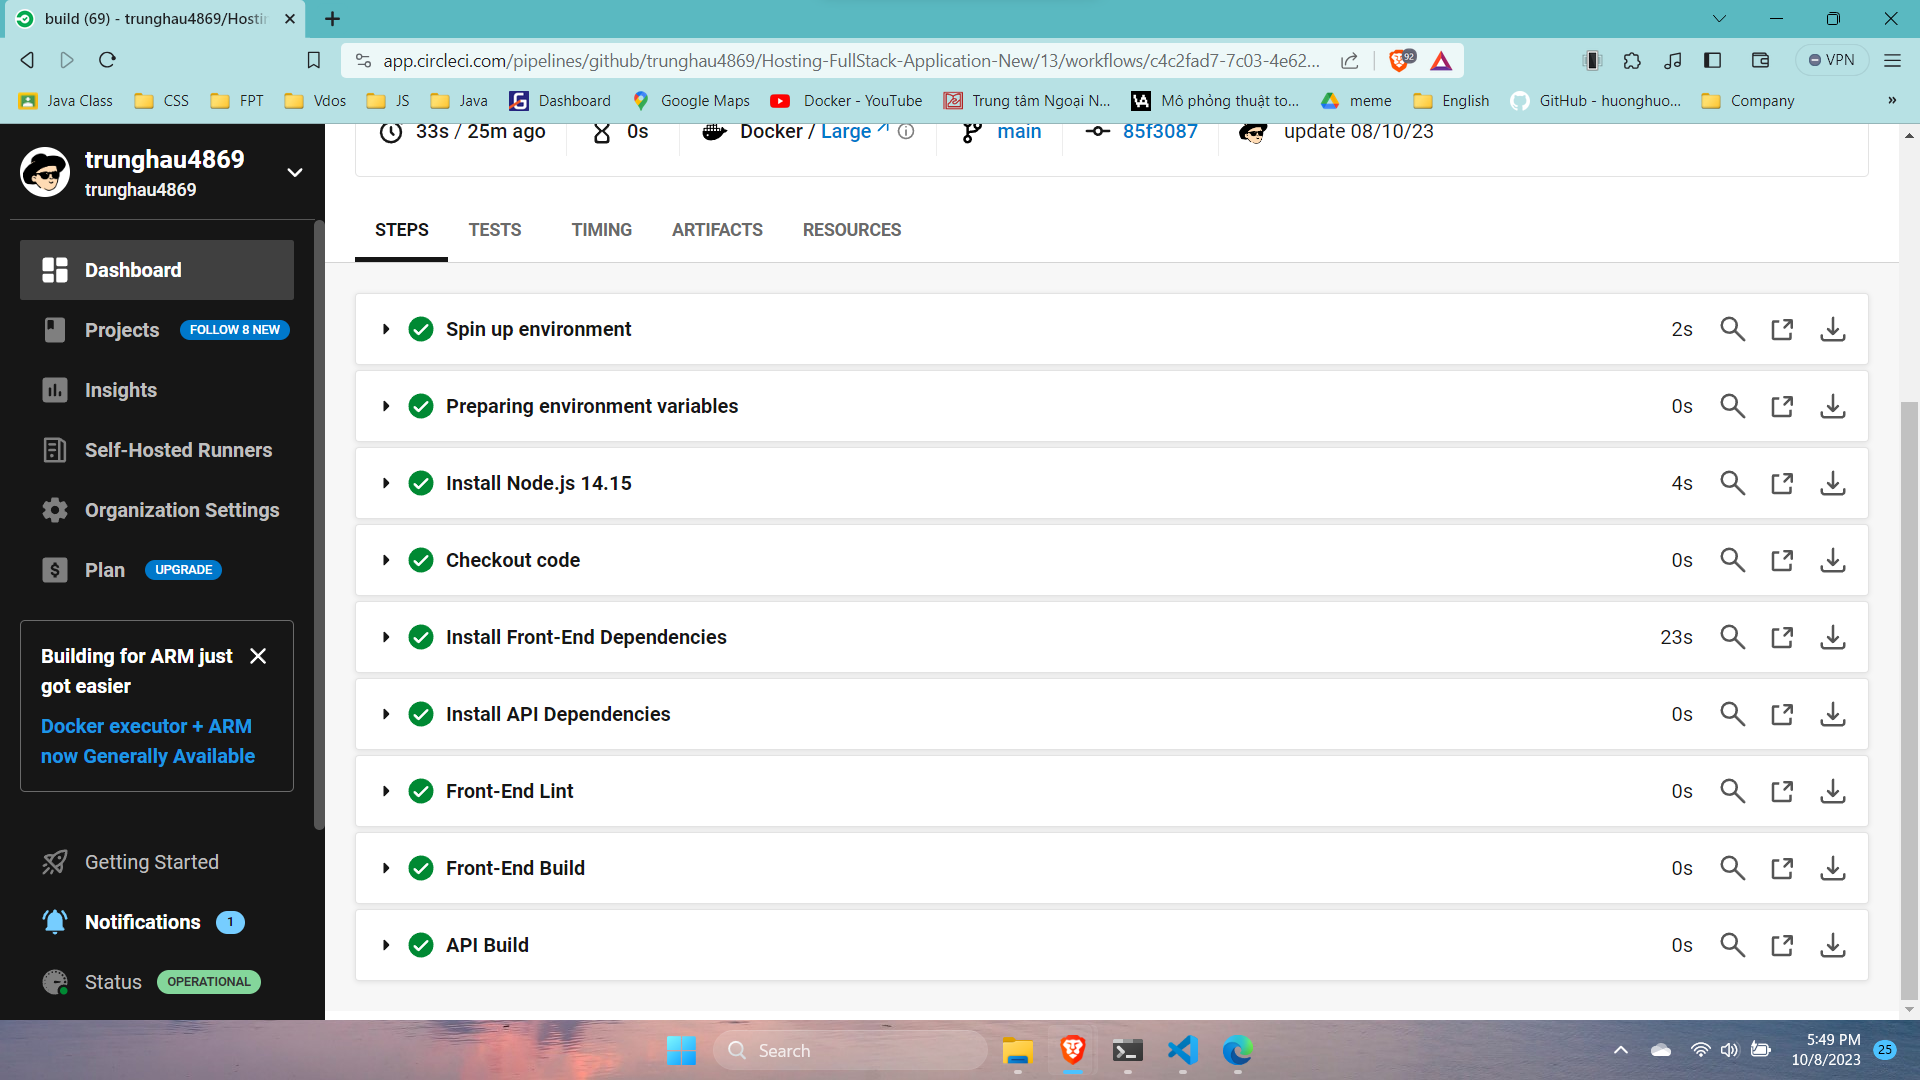 build (69) - trunghau4869/Hostin
app.circleci.com/pipelines/github/trunghau4869/Hosting-FullStack-Application-New/13/workflows/c4c2fad7-7c03-4e62...
92
VPN
Java Class
CSS
FPT
Vdos
JS
Java
Dashboard
Google Maps
Docker - YouTube
Trung tâm Ngoại N...
VA
Mô phỏng thuật to...
meme
English
GitHub - huonghuo...
Company
»
trunghau4869
trunghau4869
Dashboard
Projects FOLLOW 8 NEW
Insights
Self-Hosted Runners
Organization Settings
Plan UPGRADE
Building for ARM just
got easier
Docker executor + ARM
now Generally Available
Getting Started
Notifications 1
Status OPERATIONAL
33s / 25m ago
0s
Docker / Large
main
85f3087
update 08/10/23
STEPS
TESTS
TIMING
ARTIFACTS
RESOURCES
Spin up environment 2s
Preparing environment variables 0s
Install Node.js 14.15 4s
Checkout code 0s
Install Front-End Dependencies 23s
Install API Dependencies 0s
Front-End Lint 0s
Front-End Build 0s
API Build 0s
Search
5:49 PM
10/8/2023
25